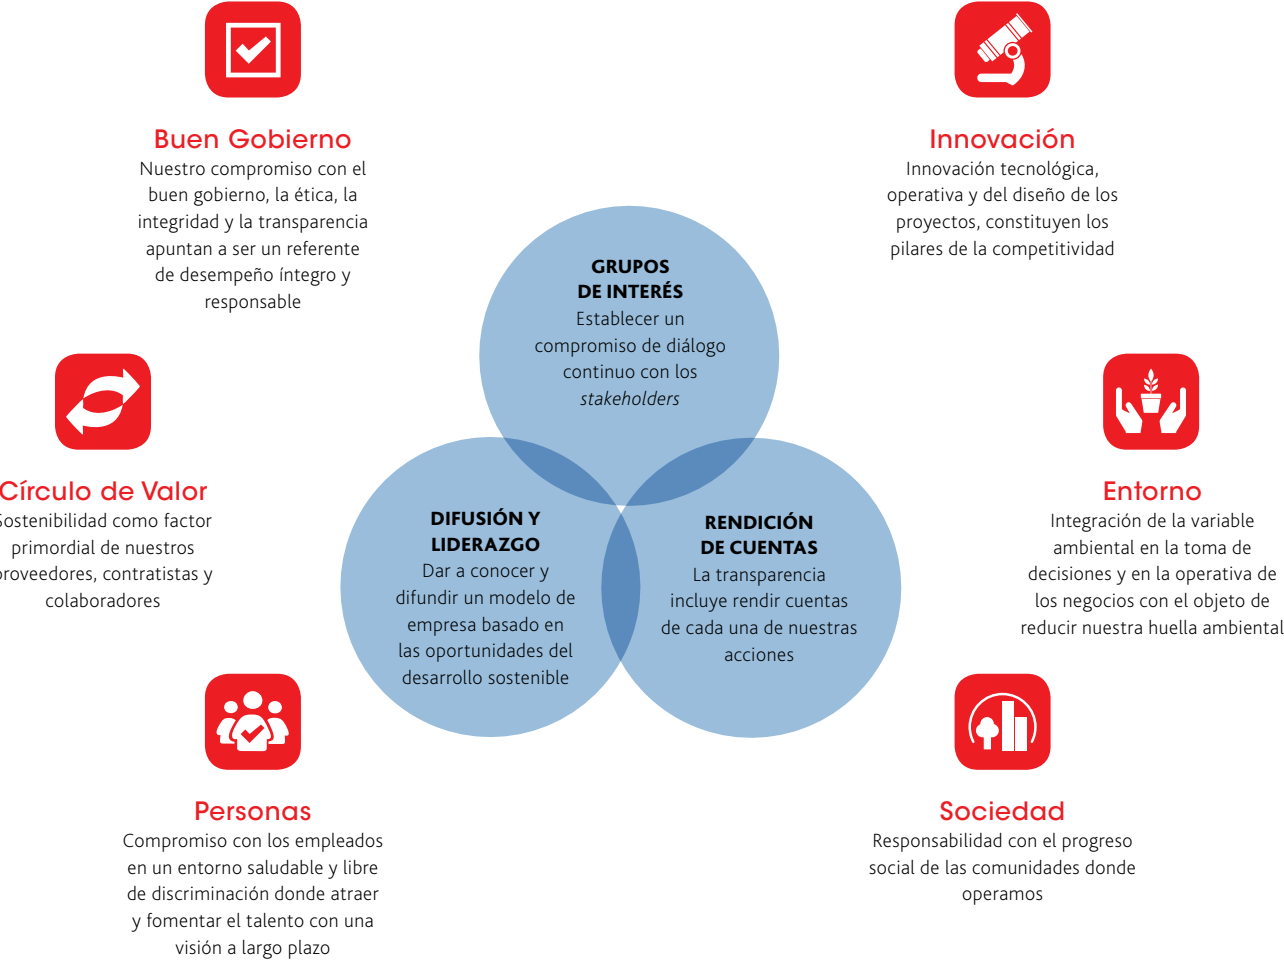 Buen Gobierno
Nuestro compromiso con el
buen gobierno, la ética, la
integridad y la transparencia
apuntan a ser un referente
de desempeño íntegro y
responsable
Innovación
Innovación tecnológica,
operativa y del diseño de los
proyectos, constituyen los
pilares de la competitividad
GRUPOS
DE INTERÉS
Establecer un
compromiso de diálogo
continuo con los
stakeholders
Círculo de Valor
Sostenibilidad como factor
primordial de nuestros
proveedores, contratistas y
colaboradores
DIFUSIÓN Y
LIDERAZGO
Dar a conocer y
difundir un modelo de
empresa basado en
las oportunidades del
desarrollo sostenible
RENDICIÓN
DE CUENTAS
La transparencia
incluye rendir cuentas
de cada una de nuestras
acciones
Entorno
Integración de la variable
ambiental en la toma de
decisiones y en la operativa de
los negocios con el objeto de
reducir nuestra huella ambiental
Personas
Compromiso con los empleados
en un entorno saludable y libre
de discriminación donde atraer
y fomentar el talento con una
visión a largo plazo
Sociedad
Responsabilidad con el progreso
social de las comunidades donde
operamos